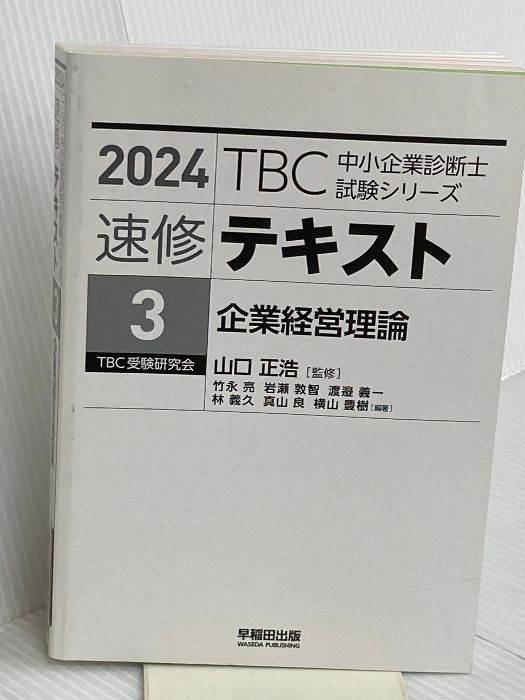 2024 TBC 中小企業診断士
試験シリーズ
速修 テキスト
3 企業経営理論
TBC受験研究会
山口 正浩 [監修]
竹永 亮 岩瀬 敦智 渡邉 義一
林 義久 真山 良 横山 豊樹 [編著]
早稲田出版
WASEDA PUBLISHING